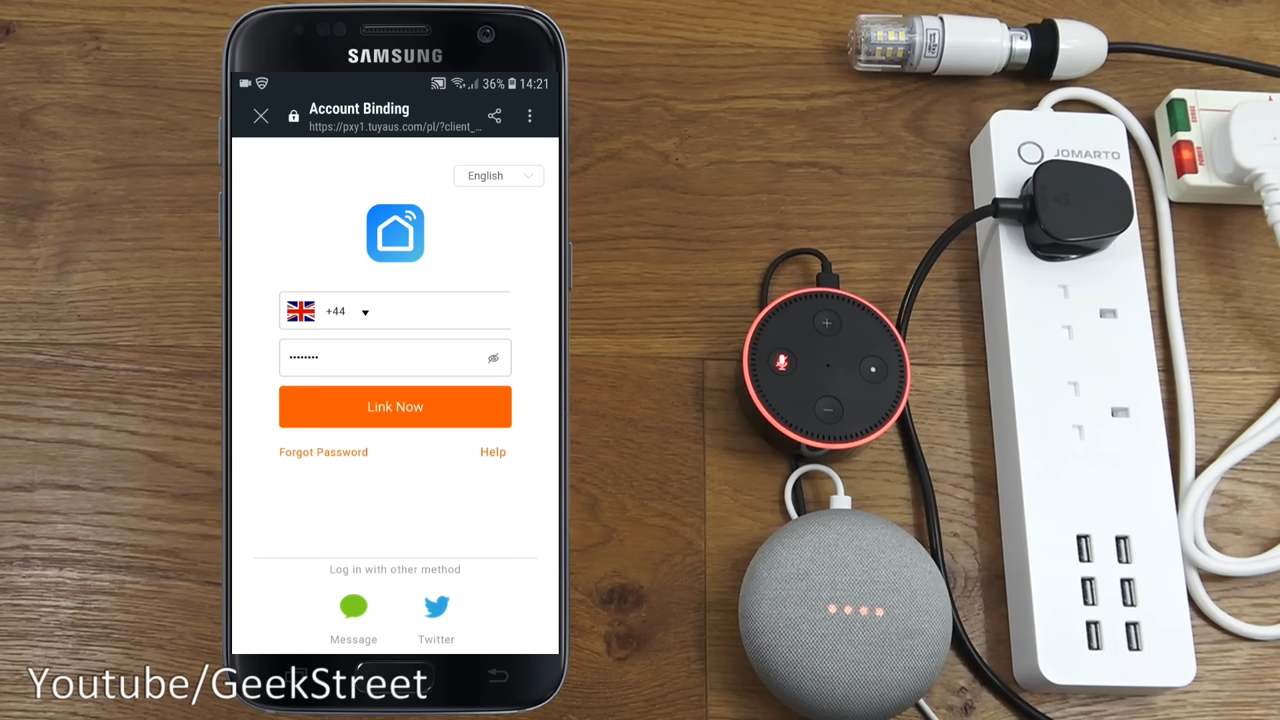 SAMSUNG
36% 14:21
Account Binding
https://pxy1.tuyaus.com/pl/?client_...
English
+44
••••••••
Link Now
Forgot Password
Help
Log in with other method
Message
Twitter
JOMARTO
POWER
Youtube/GeekStreet